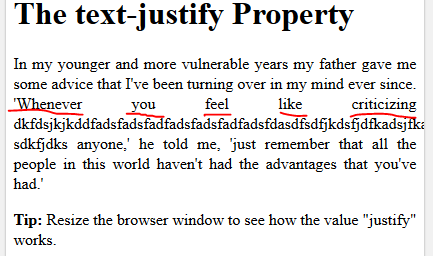 The text-justify Property
In my younger and more vulnerable years my father gave me
some advice that I've been turning over in my mind ever since.
'Whenever you feel like criticizing
dkfdsjkjkddfadsfadsfadfadsfadsfadfadsfdasdfsdfjkdsfjdfkadsjfka
sdkfjdks anyone,' he told me, 'just remember that all the
people in this world haven't had the advantages that you've
had.'
Tip: Resize the browser window to see how the value "justify"
works.